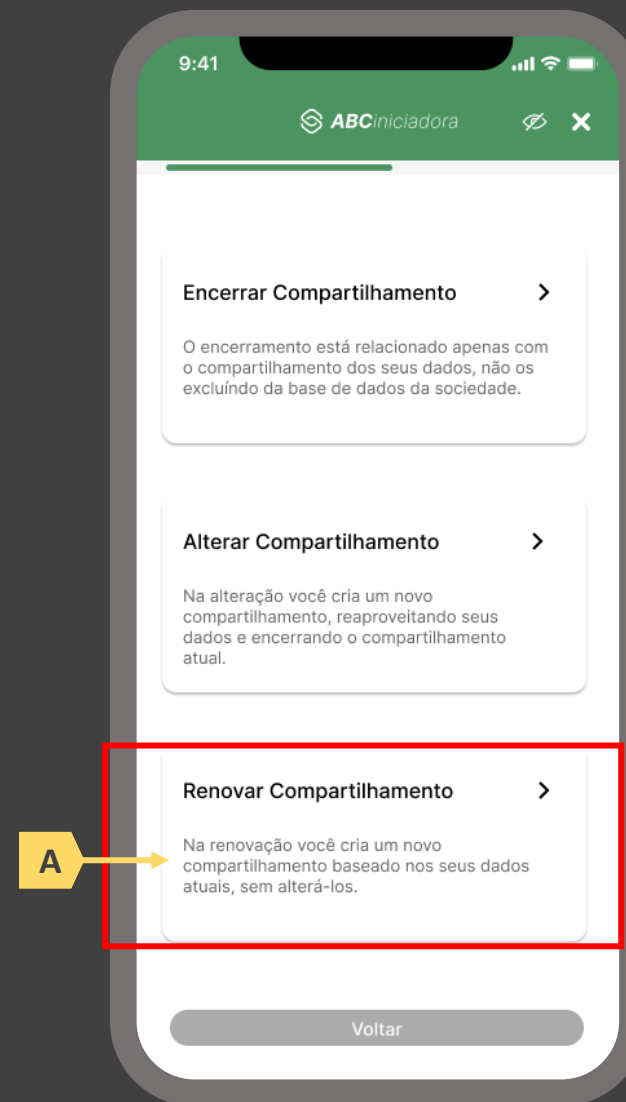 9:41
ABCiniciadora
Encerrar Compartilhamento
O encerramento está relacionado apenas com
o compartilhamento dos seus dados, não os
excluíndo da base de dados da sociedade.
Alterar Compartilhamento
Na alteração você cria um novo
compartilhamento, reaproveitando seus
dados e encerrando o compartilhamento
atual.
Renovar Compartilhamento
A
Na renovação você cria um novo
compartilhamento baseado nos seus dados
atuais, sem alterá-los.
Voltar